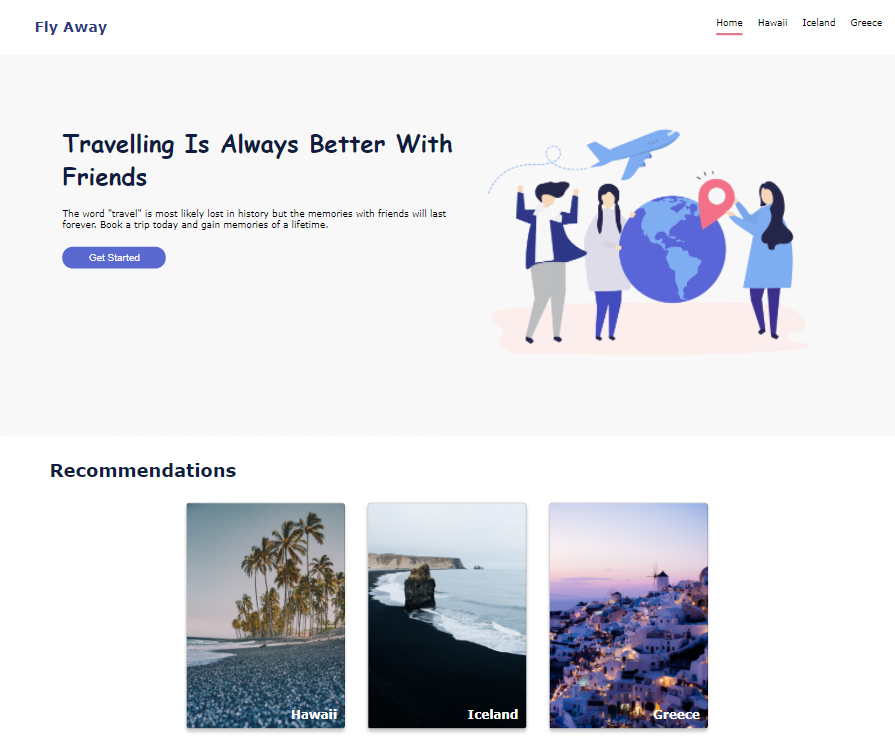 Fly Away
Home Hawaii Iceland Greece
Travelling Is Always Better With
Friends
The word "travel" is most likely lost in history but the memories with friends will last
forever. Book a trip today and gain memories of a lifetime.
Get Started
Recommendations
Hawaii
Iceland
Greece